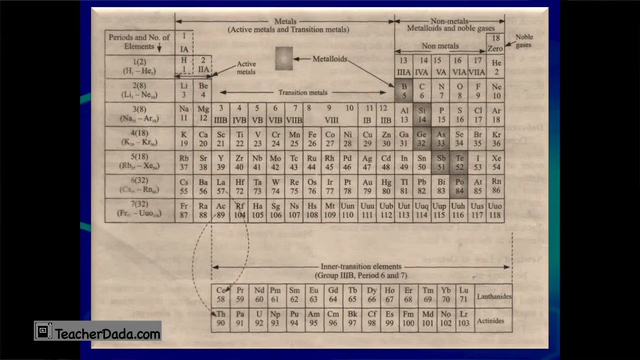 Metals
(Active metals and Transition metals)
Non-metals
Metalloids and noble gases
Periods and No. of
Elements
1
IA
Non metals
18
Zero
Noble
gases
Metalloids
1(2)
(H₁ – He₂)
H
1
2
IIA
Active
metals
13 14 15 16 17
IIIA IVA VA VIA VIIA
He
2
2(8)
Li Be
3 4
Transition metals
B C N O F Ne
5 6 7 8 9 10
3(8)
Na Mg
11 12
3 4 5 6 7 8 9 10 11 12
IIIB IVB VB VIB VIIB VIII IB IIB
Al Si P S Cl Ar
13 14 15 16 17 18
4(18)
K Ca Sc Ti V Cr Mn Fe Co Ni Cu Zn Ga Ge As Se Br Kr
19 20 21 22 23 24 25 26 27 28 29 30 31 32 33 34 35 36
5(18)
Rb Sr Y Zr Nb Mo Tc Ru Rh Pd Ag Cd In Sn Sb Te I Xe
37 38 39 40 41 42 43 44 45 46 47 48 49 50 51 52 53 54
6(32)
Cs Ba La Hf Ta W Re Os Ir Pt Au Hg Tl Pb Bi Po At Rn
55 56 57 72 73 74 75 76 77 78 79 80 81 82 83 84 85 86
7(32)
Fr Ra Ac Rf Ha Sg Ns Hs Mt Uun Uuu Uub Uut Uuq Uup Uuh Uus Uuo
87 88 89 104 105 106 107 108 109 110 111 112 113 114 115 116 117 118
Inner-transition elements
(Group IIIB, Period 6 and 7)
Ce Pr Nd Pm Sm Eu Gd Tb Dy Ho Er Tm Yb Lu
58 59 60 61 62 63 64 65 66 67 68 69 70 71
Lanthanides
Th Pa U Np Pu Am Cm Bk Cf Es Fm Md No Lr
90 91 92 93 94 95 96 97 98 99 100 101 102 103
Actinides
TeacherDada.com